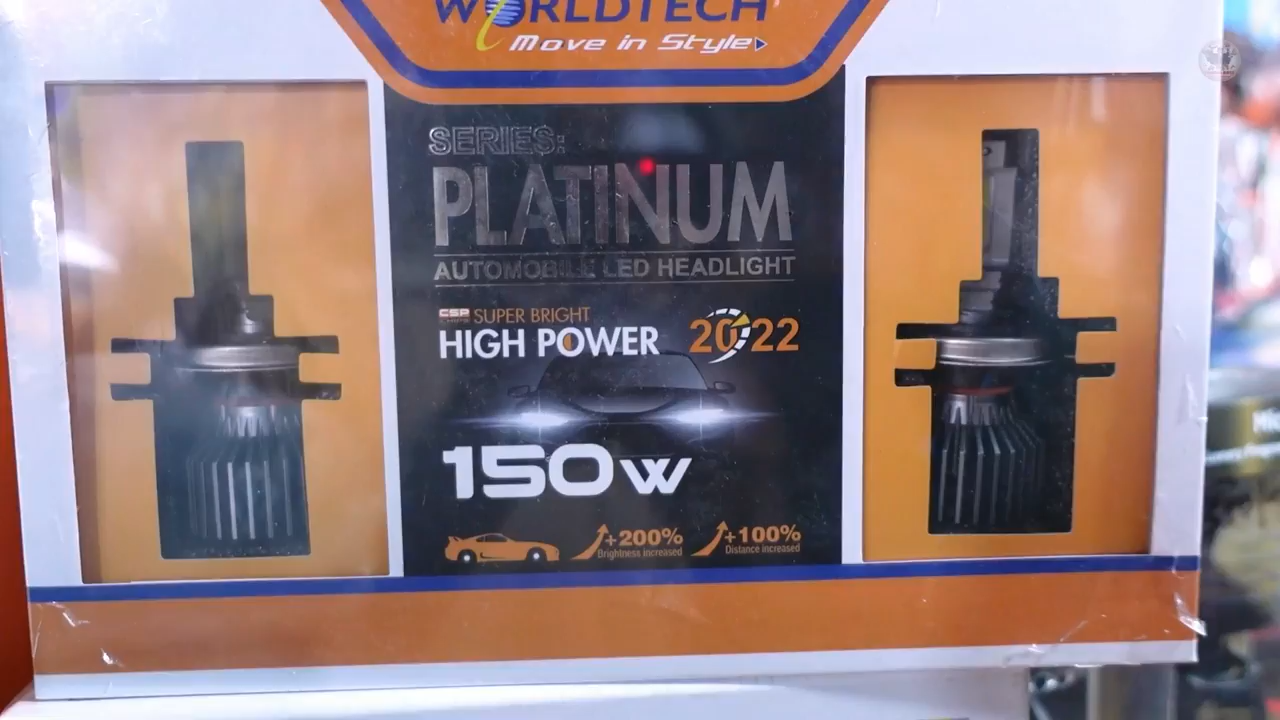 WORLDTECH
Move in Style
SERIES:
PLATINUM
AUTOMOBILE LED HEADLIGHT
CSP SUPER BRIGHT
HIGH POWER
2022
150W
+200%
Brightness increased
+100%
Distance increased